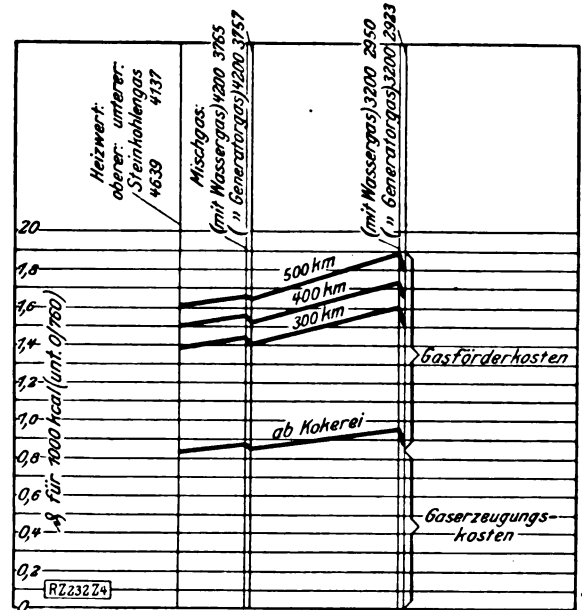 Heizwert:
oberer: unterer:
Steinkohlengas
4639 4137
Mischgas:
(mit Wassergas) 4200 3765
( „ Generatorgas) 4200 3757
(mit Wassergas) 3200 2950
( „ Generatorgas) 3200 2923
20
1,8
1,6
1,4
1,2
1,0
0,8
0,6
0,4
0,2
0
für 1000 kcal (unt. 0/760)
500 km
400 km
300 km
ab Kokerei
Gasförderkosten
Gaserzeugungs-
kosten
RZ232Z4